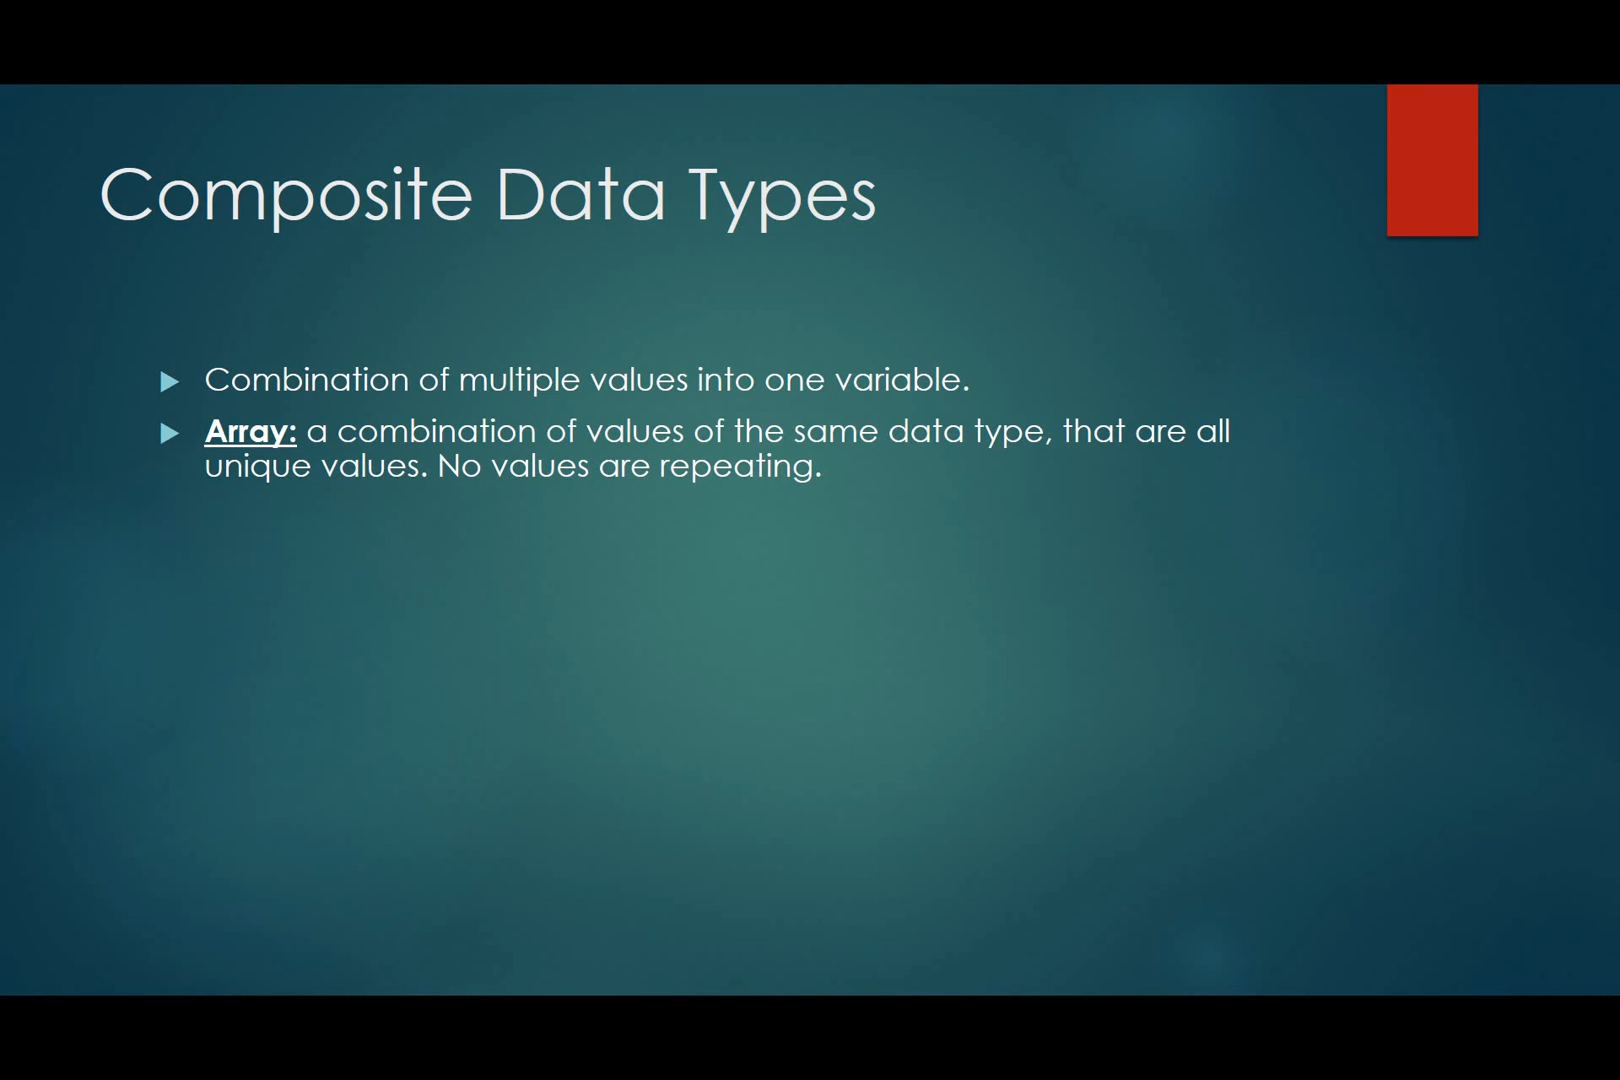 Composite Data Types
Combination of multiple values into one variable.
Array: a combination of values of the same data type, that are all
unique values. No values are repeating.